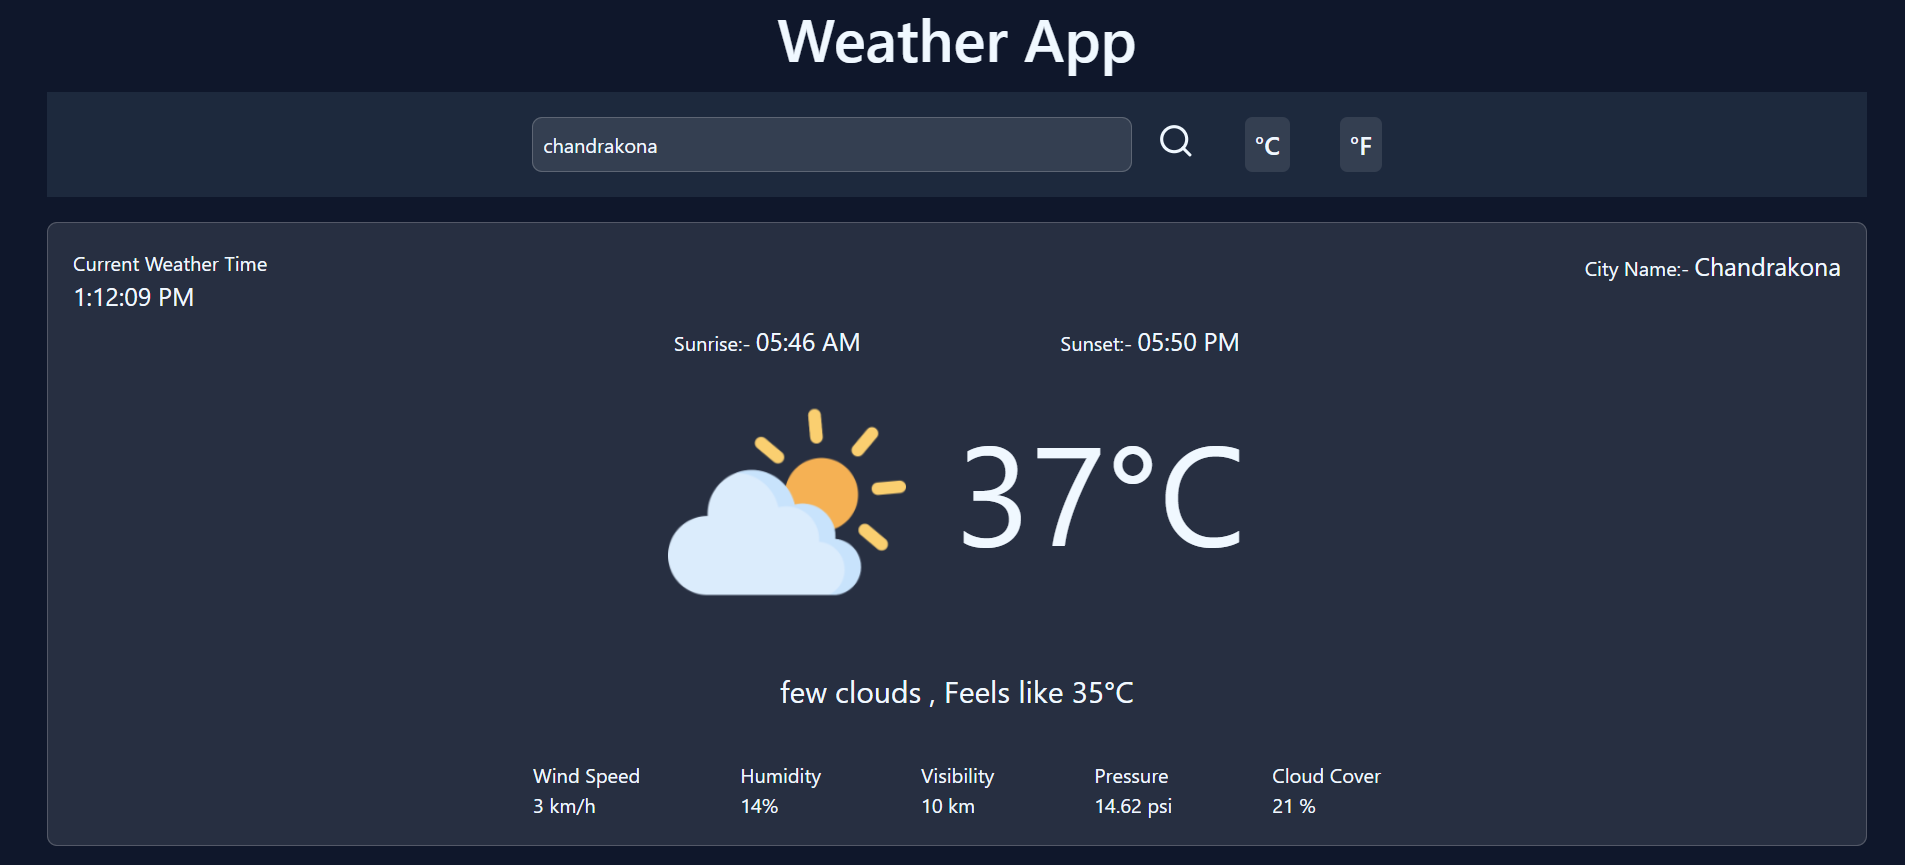 Weather App
chandrakona
°C
°F
Current Weather Time
1:12:09 PM
City Name:- Chandrakona
Sunrise:- 05:46 AM
Sunset:- 05:50 PM
37°C
few clouds , Feels like 35°C
Wind Speed
3 km/h
Humidity
14%
Visibility
10 km
Pressure
14.62 psi
Cloud Cover
21 %